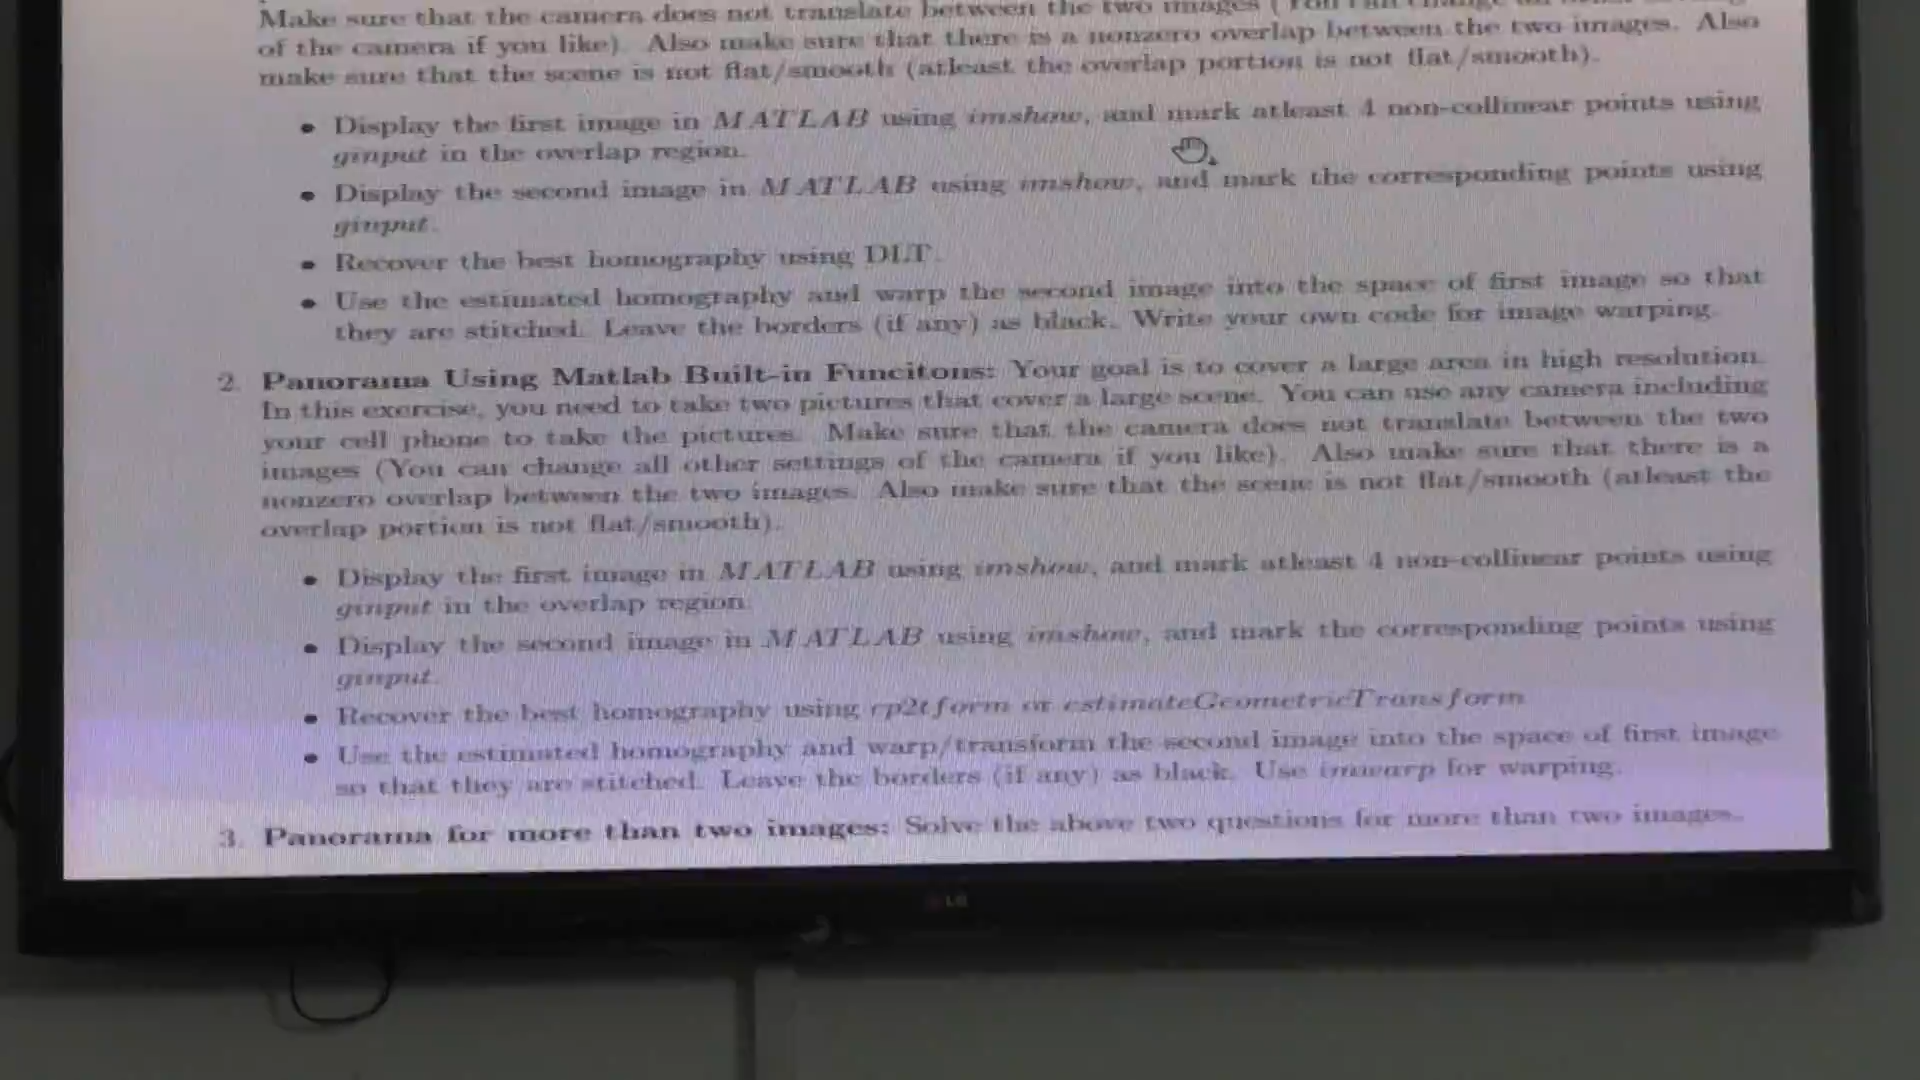 Make sure that the camera does not translate between the two images (You can change
of the camera if you like). Also make sure that there is a nonzero overlap between the two images. Also
make sure that the scene is not flat/smooth (atleast the overlap portion is not flat/smooth).
• Display the first image in MATLAB using imshow, and mark atleast 4 non-collinear points using
ginput in the overlap region.
• Display the second image in MATLAB using imshow, and mark the corresponding points using
ginput.
• Recover the best homography using DLT.
• Use the estimated homography and warp the second image into the space of first image so that
they are stitched. Leave the borders (if any) as black. Write your own code for image warping.
2. Panorama Using Matlab Built-in Funcitons: Your goal is to cover a large area in high resolution.
In this exercise, you need to take two pictures that cover a large scene. You can use any camera including
your cell phone to take the pictures. Make sure that the camera does not translate between the two
images (You can change all other settings of the camera if you like). Also make sure that there is a
nonzero overlap between the two images. Also make sure that the scene is not flat/smooth (atleast the
overlap portion is not flat/smooth).
• Display the first image in MATLAB using imshow, and mark atleast 4 non-collinear points using
ginput in the overlap region.
• Display the second image in MATLAB using imshow, and mark the corresponding points using
ginput.
• Recover the best homography using cp2tform or estimateGeometricTransform
• Use the estimated homography and warp/transform the second image into the space of first image
so that they are stitched. Leave the borders (if any) as black. Use imwarp for warping.
3. Panorama for more than two images: Solve the above two questions for more than two images.
LG